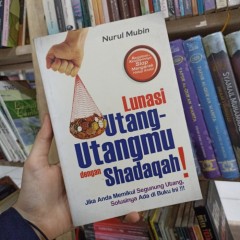 Nurul Mubin
Lunasi
Utang-
Utangmu
dengan
Shadaqah!
Jika Anda Memikul Segunung Utang,
Solusinya Ada di Buku Ini !!!